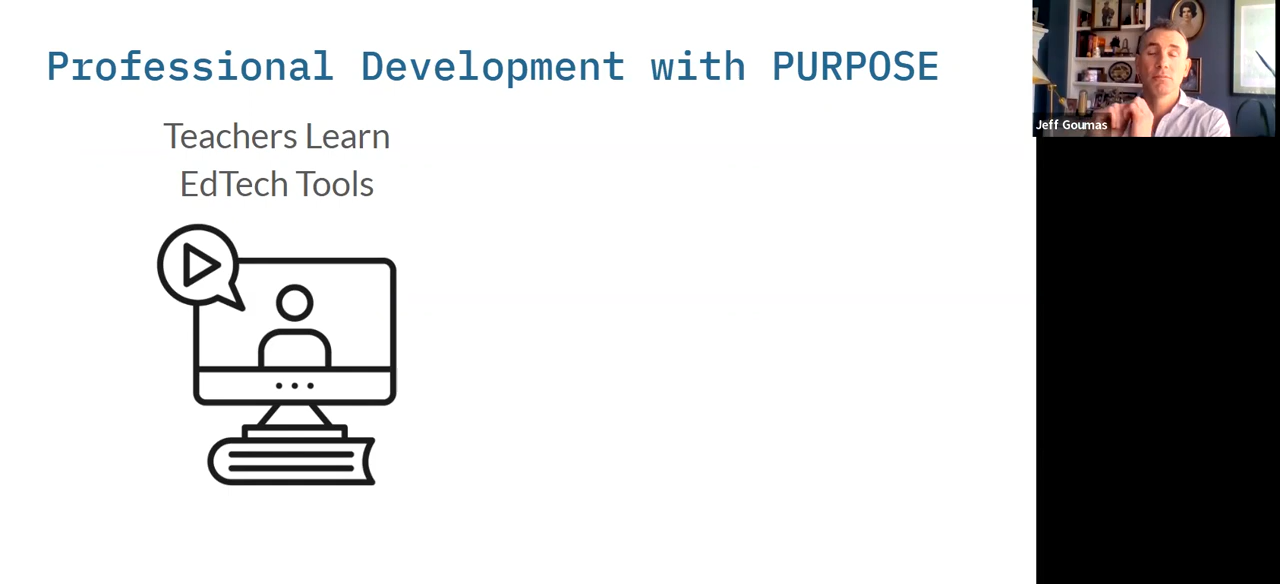 Professional Development with PURPOSE
Teachers Learn
EdTech Tools
Jeff Goumas